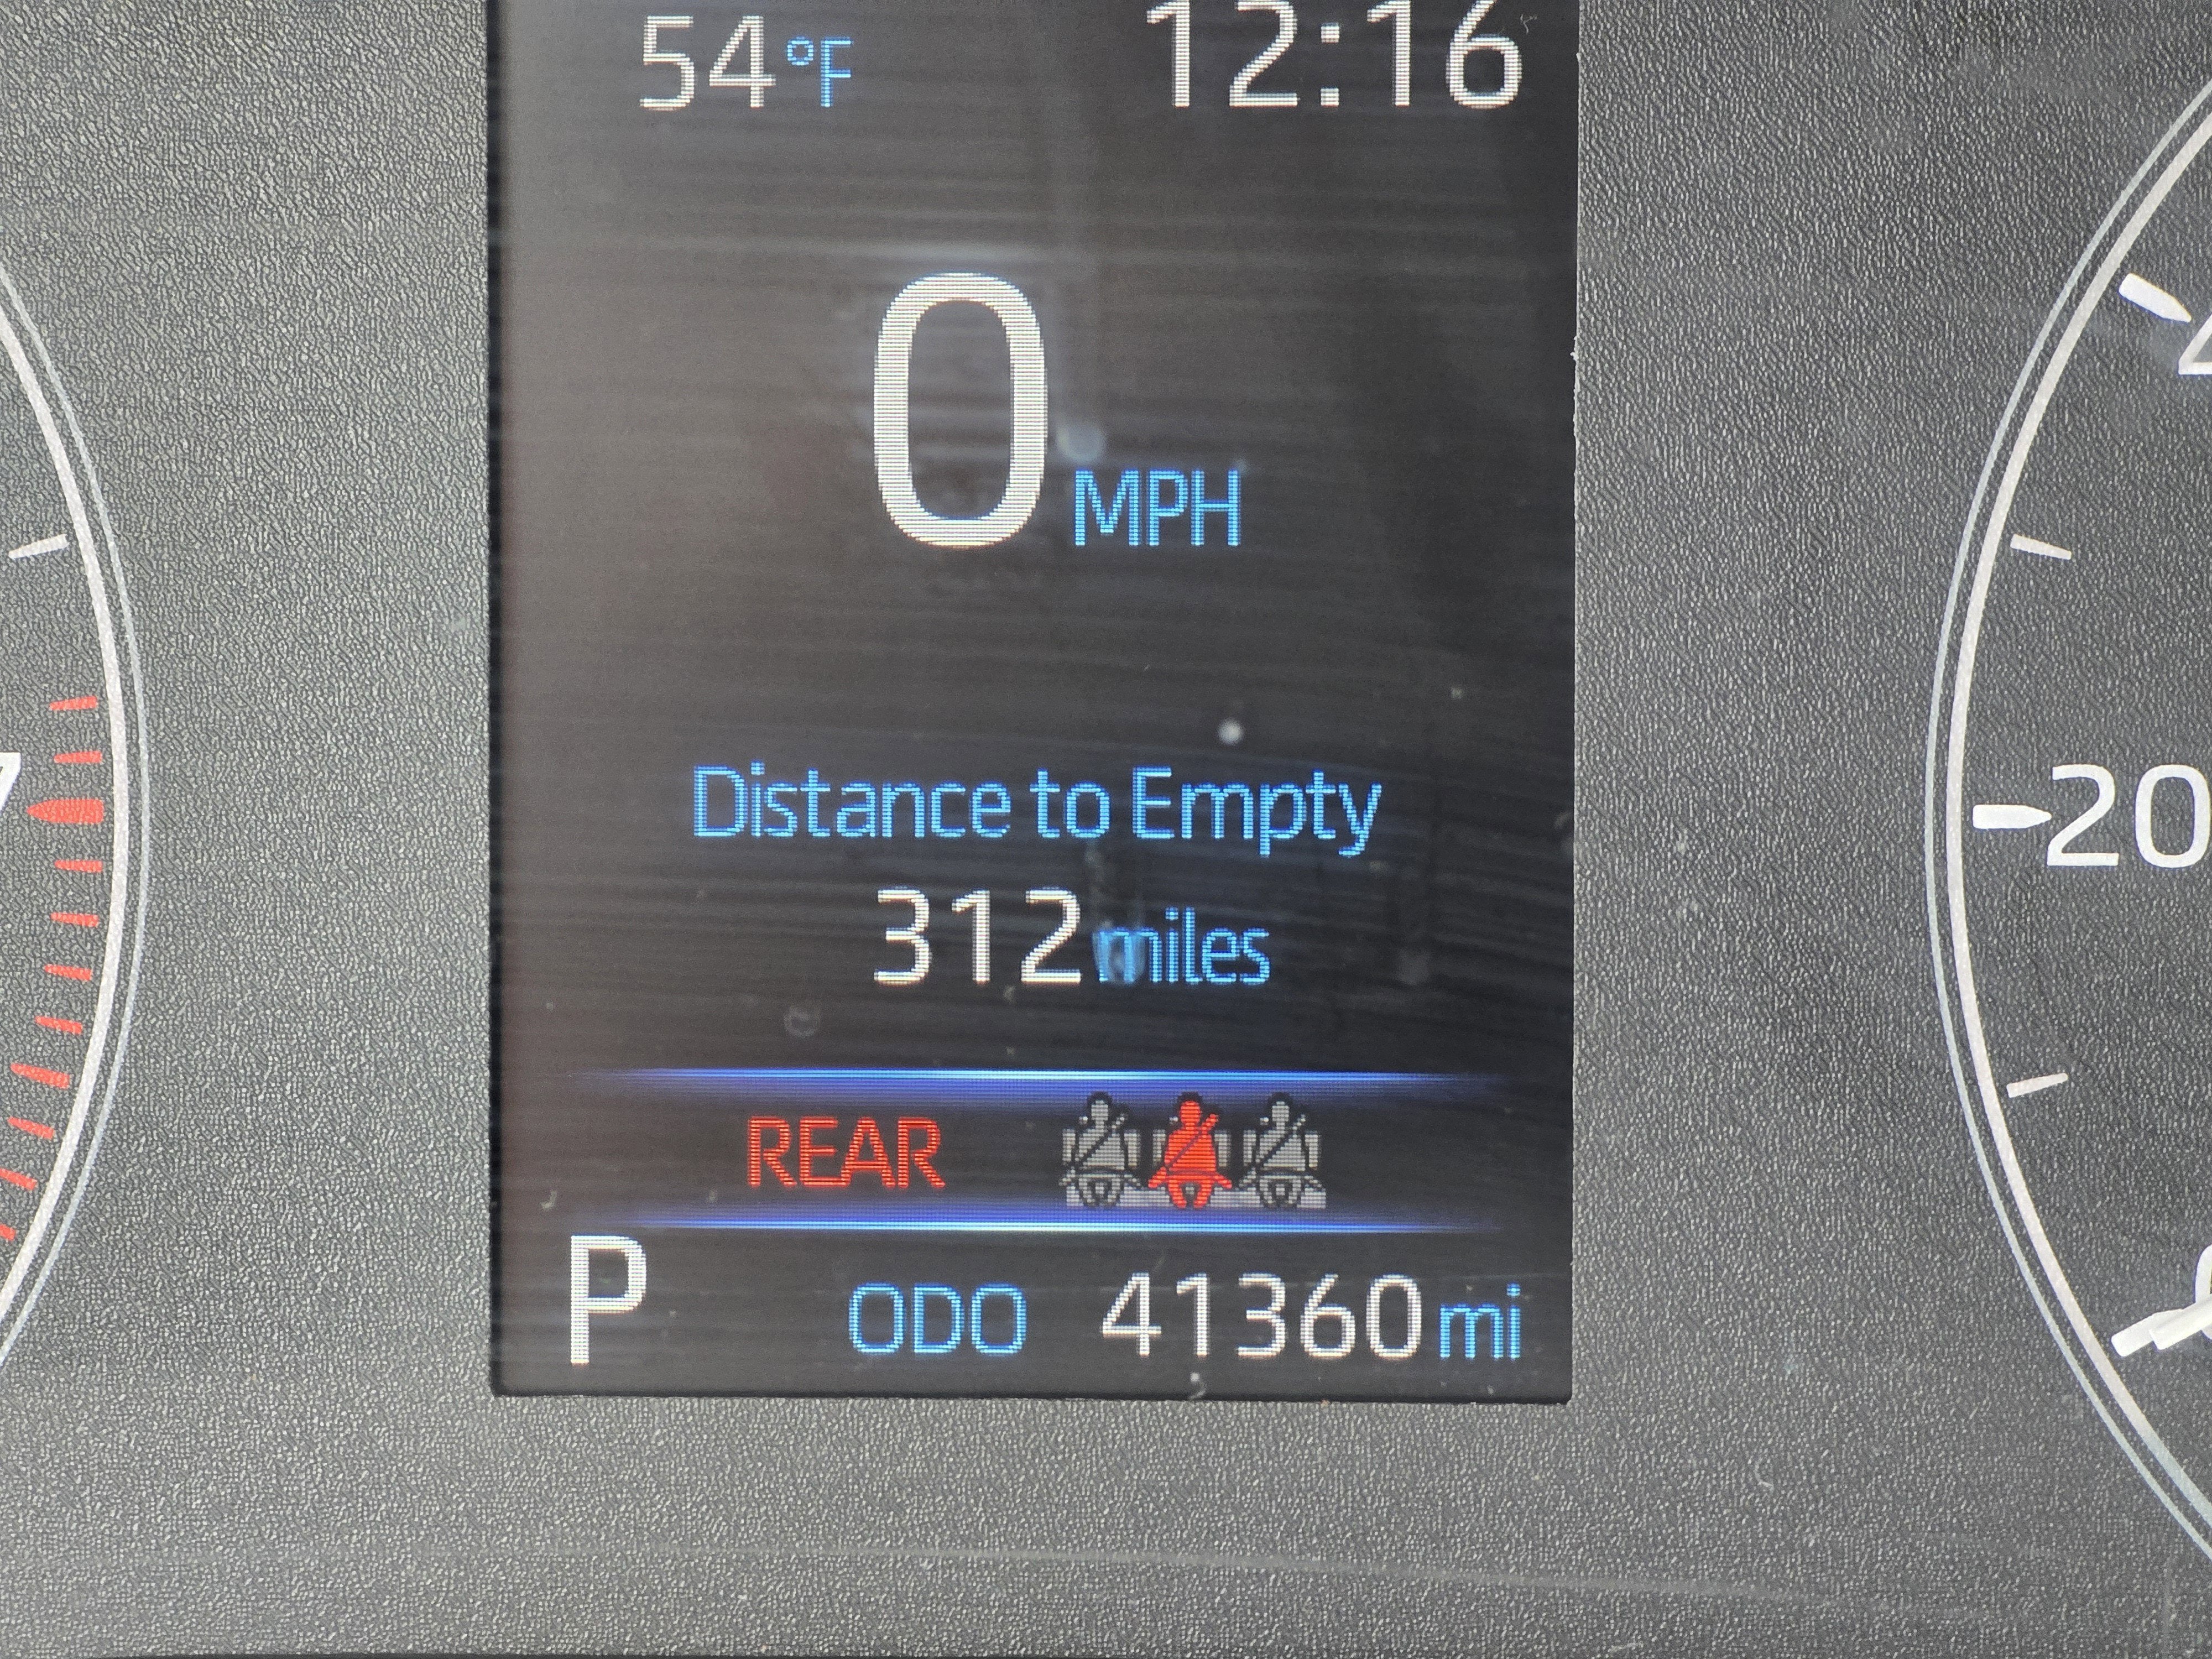 54°F 12:16
0 MPH
Distance to Empty
312 miles
20
REAR
P ODO 41360 mi